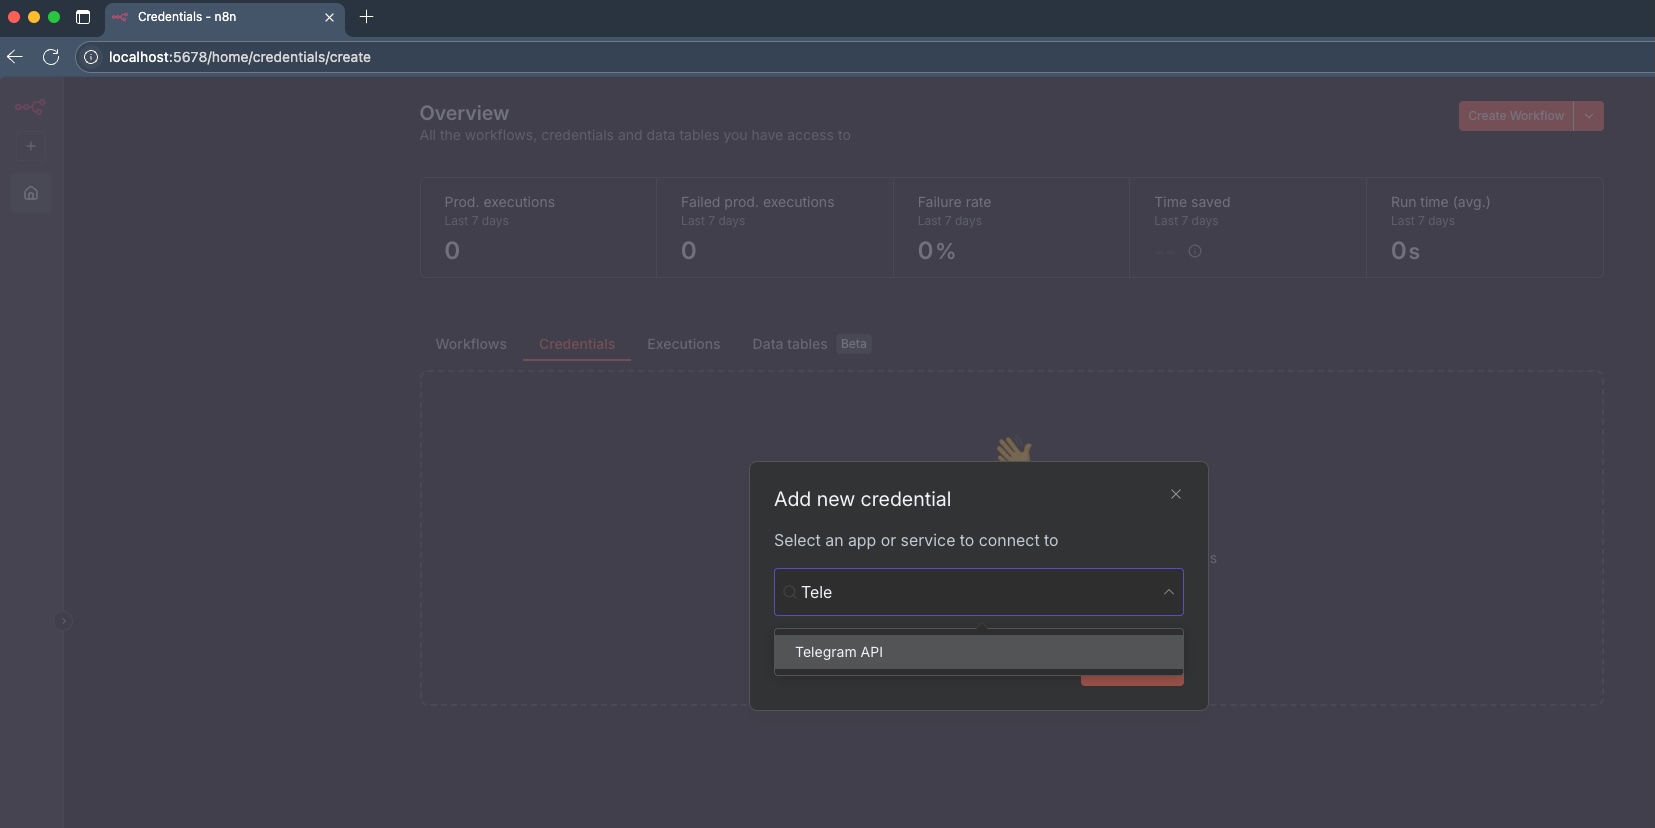 Credentials - n8n
localhost:5678/home/credentials/create
Overview
All the workflows, credentials and data tables you have access to
Create Workflow
Prod. executions
Last 7 days
0
Failed prod. executions
Last 7 days
0
Failure rate
Last 7 days
0%
Time saved
Last 7 days
--
Run time (avg.)
Last 7 days
0s
Workflows Credentials Executions Data tables Beta
Add new credential
Select an app or service to connect to
s
Tele
Telegram API